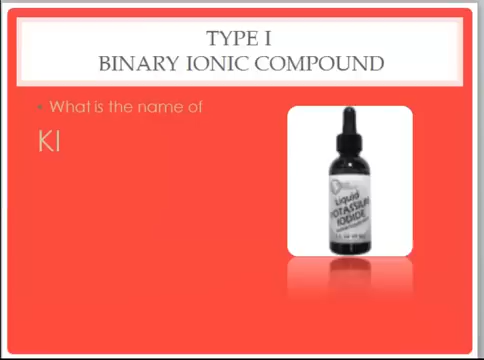 TYPE I
BINARY IONIC COMPOUND
• What is the name of
KI
Liquid
POTASSIUM
IODIDE